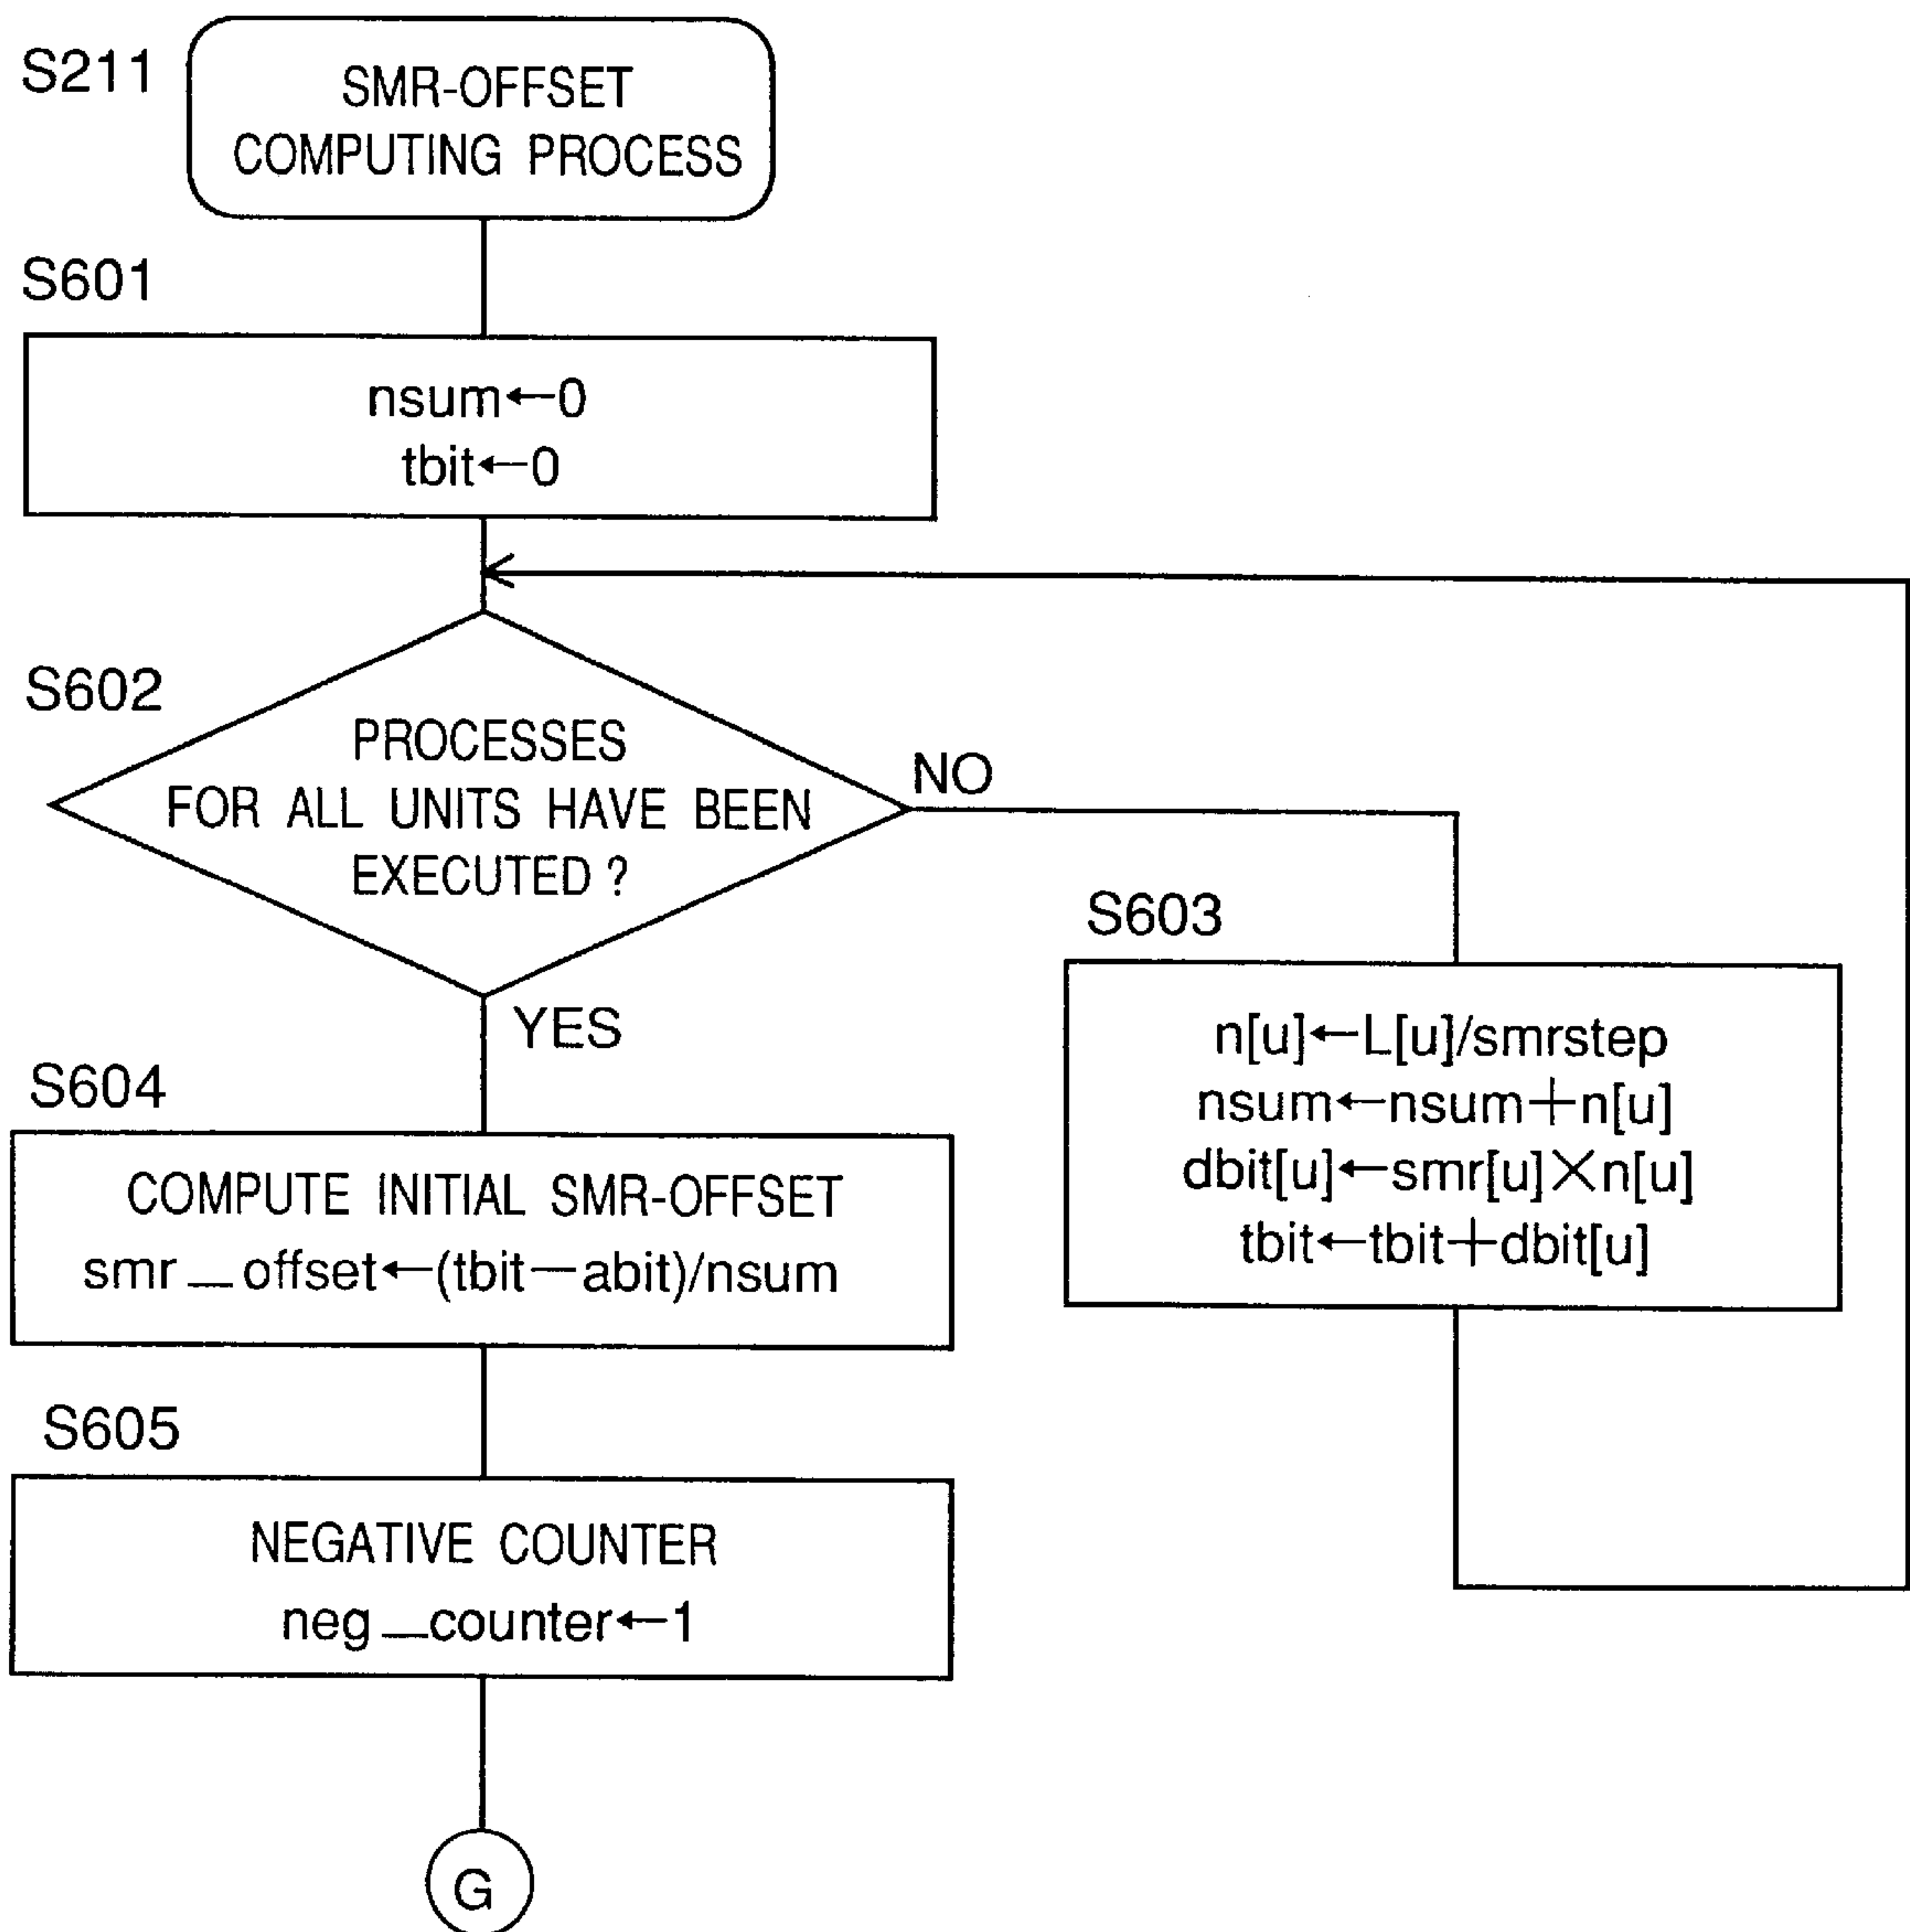 S211
SMR-OFFSET
COMPUTING PROCESS
S601
nsum←0
tbit←0
S602
PROCESSES
FOR ALL UNITS HAVE BEEN
EXECUTED ?
NO
YES
S603
n[u]←L[u]/smrstep
nsum←nsum+n[u]
dbit[u]←smr[u]×n[u]
tbit←tbit+dbit[u]
S604
COMPUTE INITIAL SMR-OFFSET
smr_offset←(tbit−abit)/nsum
S605
NEGATIVE COUNTER
neg_counter←1
G